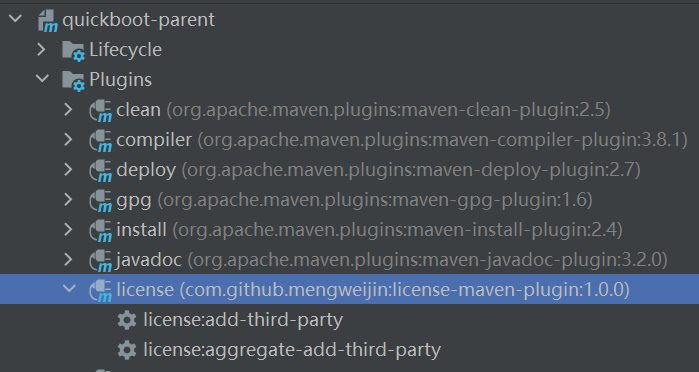 quickboot-parent
Lifecycle
Plugins
clean (org.apache.maven.plugins:maven-clean-plugin:2.5)
compiler (org.apache.maven.plugins:maven-compiler-plugin:3.8.1)
deploy (org.apache.maven.plugins:maven-deploy-plugin:2.7)
gpg (org.apache.maven.plugins:maven-gpg-plugin:1.6)
install (org.apache.maven.plugins:maven-install-plugin:2.4)
javadoc (org.apache.maven.plugins:maven-javadoc-plugin:3.2.0)
license (com.github.mengweijin:license-maven-plugin:1.0.0)
license:add-third-party
license:aggregate-add-third-party